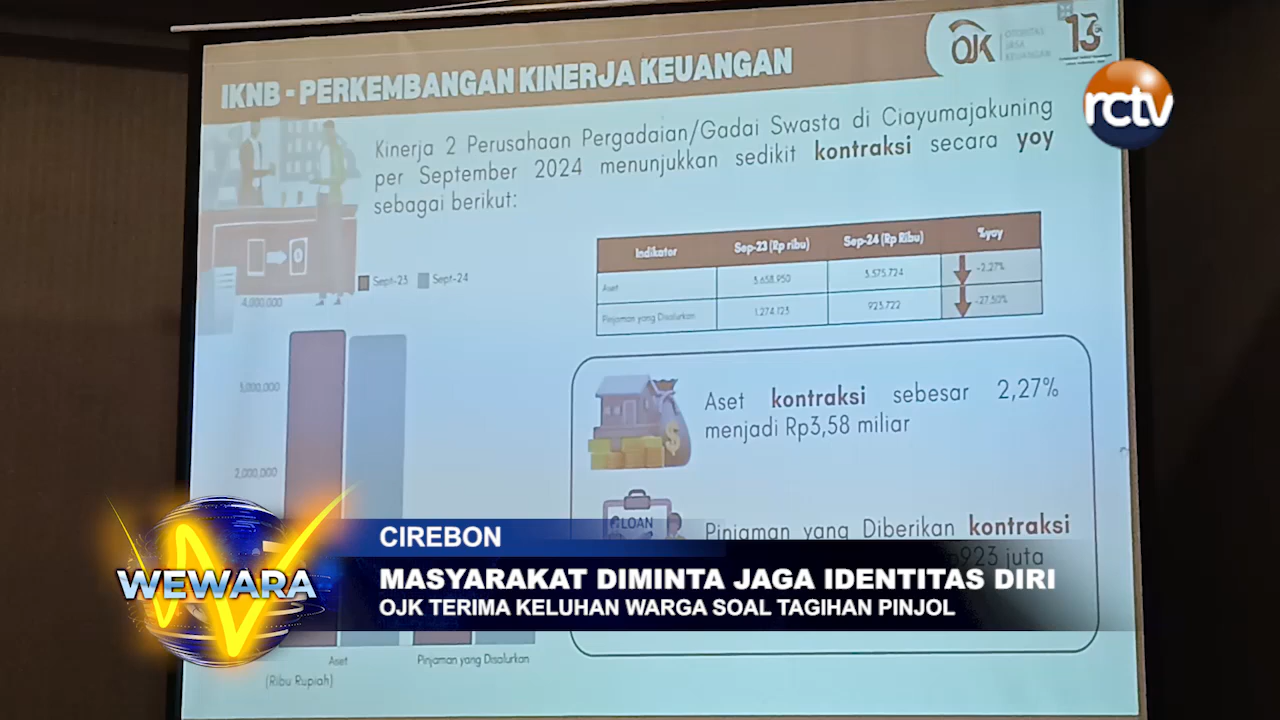 IKNB - PERKEMBANGAN KINERJA KEUANGAN
OJK
OTORITAS
JASA
KEUANGAN
13
rctv
Kinerja 2 Perusahaan Pergadaian/Gadai Swasta di Ciayumajakuning
per September 2024 menunjukkan sedikit kontraksi secara yoy
sebagai berikut:
Sept-23 Sept-24
Indikator Sep-23 (Rp ribu) Sep-24 (Rp Ribu) %yoy
Aset 3.658.950 3.575.724 -2,27%
Pinjaman yang Disalurkan 1.274.123 923.722 -27,50%
4,000,000
3,000,000
2,000,000
Aset kontraksi sebesar 2,27%
menjadi Rp3,58 miliar
LOAN
Pinjaman yang Diberikan kontraksi
Rp923 juta
WEWARA
CIREBON
MASYARAKAT DIMINTA JAGA IDENTITAS DIRI
OJK TERIMA KELUHAN WARGA SOAL TAGIHAN PINJOL
Aset Pinjaman yang Disalurkan
(Ribu Rupiah)